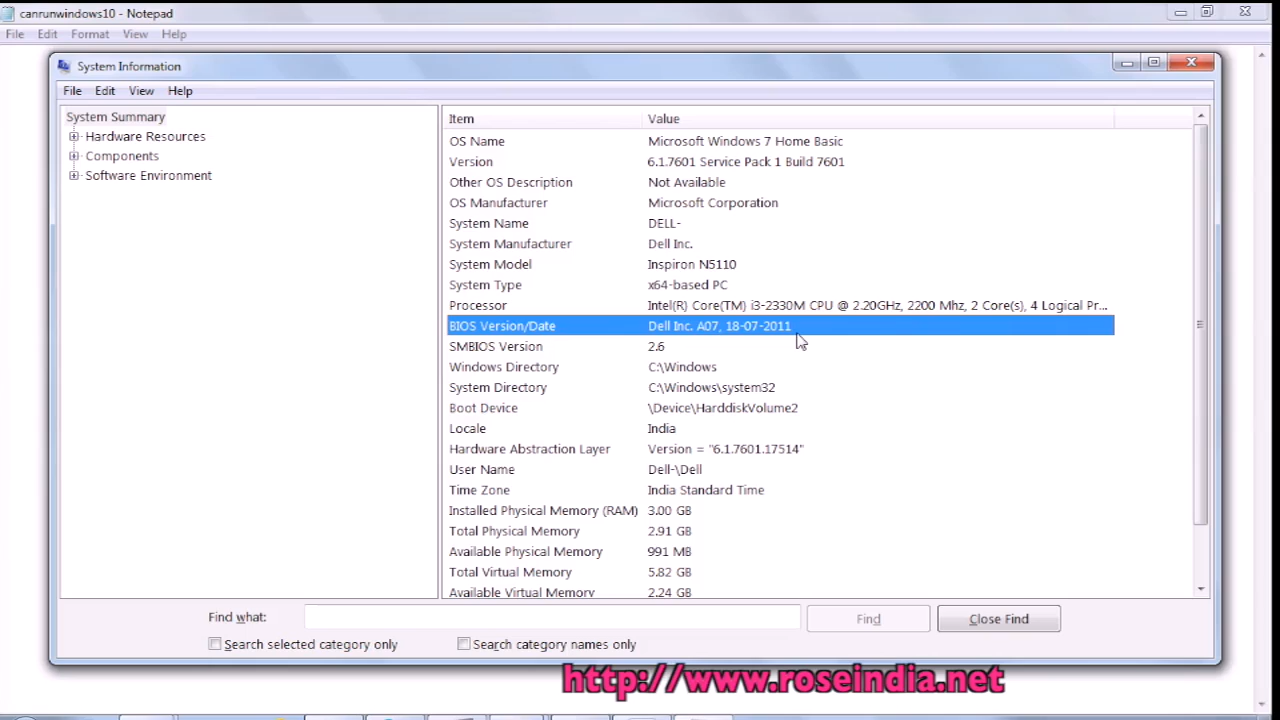 canrunwindows10 - Notepad
File Edit Format View Help
System Information
File Edit View Help
System Summary
Hardware Resources
Components
Software Environment
Item Value
OS Name Microsoft Windows 7 Home Basic
Version 6.1.7601 Service Pack 1 Build 7601
Other OS Description Not Available
OS Manufacturer Microsoft Corporation
System Name DELL-
System Manufacturer Dell Inc.
System Model Inspiron N5110
System Type x64-based PC
Processor Intel(R) Core(TM) i3-2330M CPU @ 2.20GHz, 2200 Mhz, 2 Core(s), 4 Logical Pr...
BIOS Version/Date Dell Inc. A07, 18-07-2011
SMBIOS Version 2.6
Windows Directory C:\Windows
System Directory C:\Windows\system32
Boot Device \Device\HarddiskVolume2
Locale India
Hardware Abstraction Layer Version = "6.1.7601.17514"
User Name Dell-\Dell
Time Zone India Standard Time
Installed Physical Memory (RAM) 3.00 GB
Total Physical Memory 2.91 GB
Available Physical Memory 991 MB
Total Virtual Memory 5.82 GB
Available Virtual Memory 2.24 GB
Find what: Find Close Find
Search selected category only Search category names only
http://www.roseindia.net